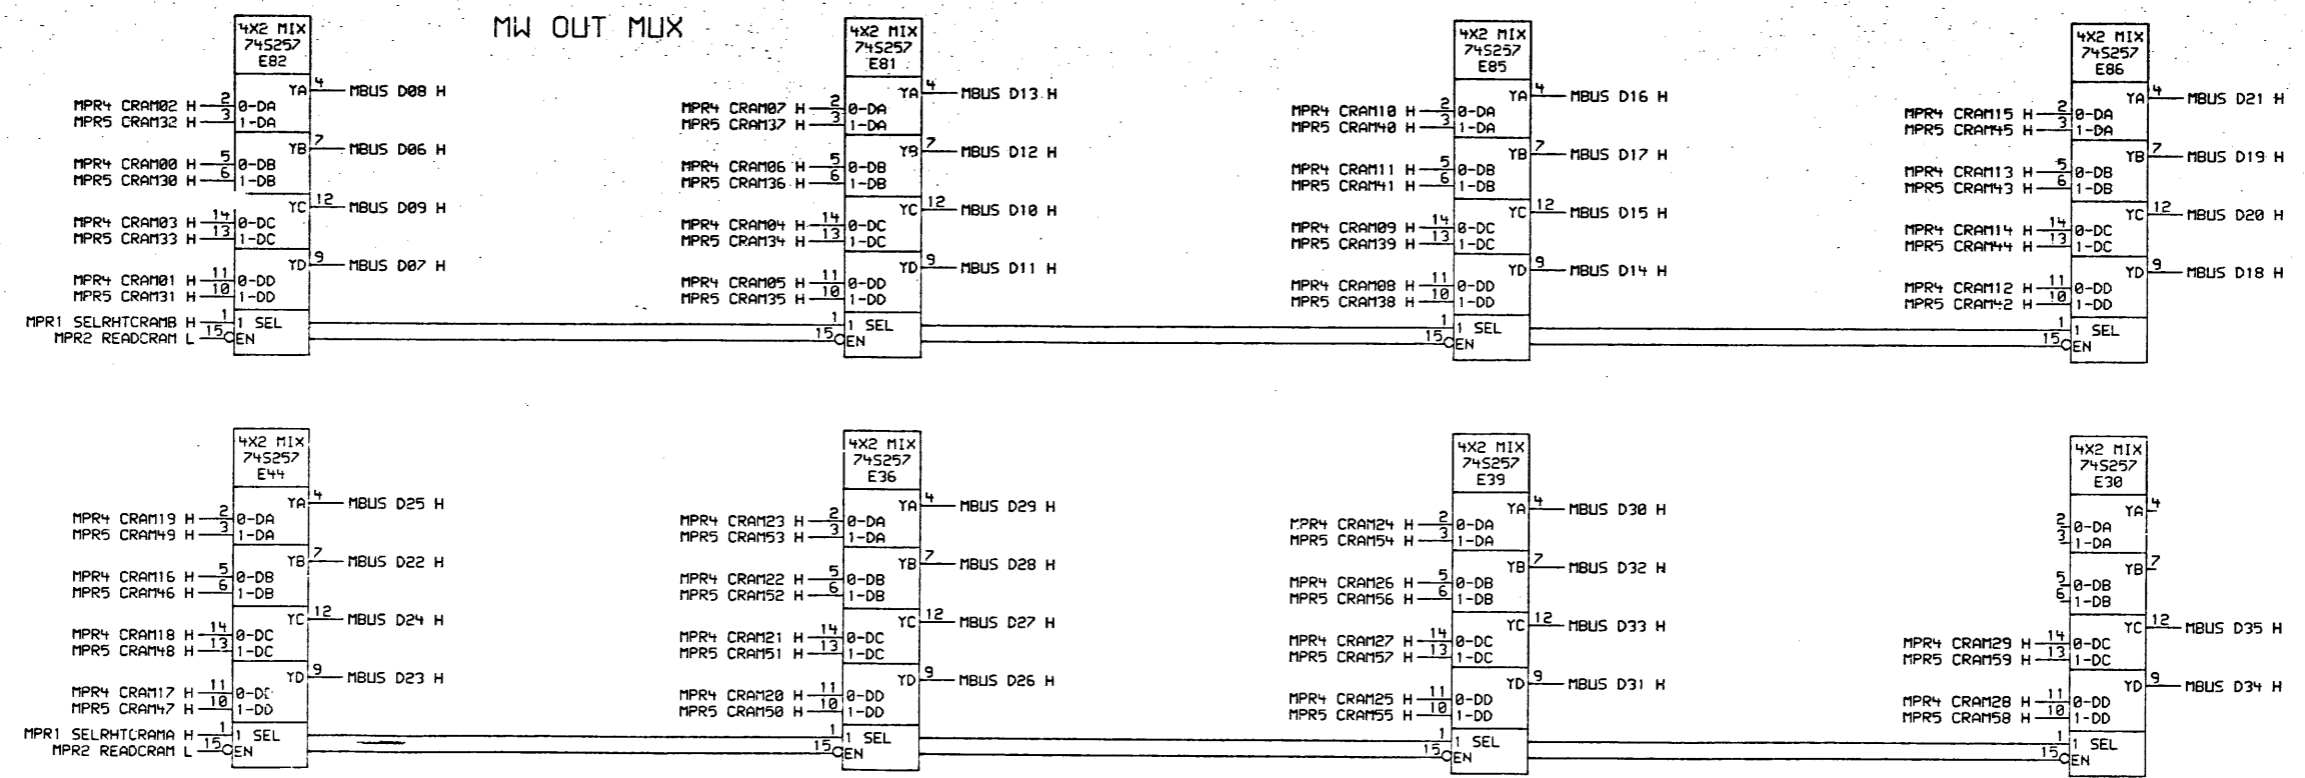 MW OUT MUX
4X2 MIX
74S257
E82
YA 4 MBUS D08 H
MPR4 CRAM02 H 2 0-DA
MPR5 CRAM32 H 3 1-DA
YB 7 MBUS D06 H
MPR4 CRAM00 H 5 0-DB
MPR5 CRAM30 H 6 1-DB
YC 12 MBUS D09 H
MPR4 CRAM03 H 14 0-DC
MPR5 CRAM33 H 13 1-DC
YD 9 MBUS D07 H
MPR4 CRAM01 H 11 0-DD
MPR5 CRAM31 H 10 1-DD
MPR1 SELRHTCRAMB H 1 1 SEL
MPR2 READCRAM L 15 EN
4X2 MIX
74S257
E81
YA 4 MBUS D13 H
MPR4 CRAM07 H 2 0-DA
MPR5 CRAM37 H 3 1-DA
YB 7 MBUS D12 H
MPR4 CRAM06 H 5 0-DB
MPR5 CRAM36 H 6 1-DB
YC 12 MBUS D10 H
MPR4 CRAM04 H 14 0-DC
MPR5 CRAM34 H 13 1-DC
YD 9 MBUS D11 H
MPR4 CRAM05 H 11 0-DD
MPR5 CRAM35 H 10 1-DD
1 1 SEL
15 EN
4X2 MIX
74S257
E85
YA 4 MBUS D16 H
MPR4 CRAM10 H 2 0-DA
MPR5 CRAM40 H 3 1-DA
YB 7 MBUS D17 H
MPR4 CRAM11 H 5 0-DB
MPR5 CRAM41 H 6 1-DB
YC 12 MBUS D15 H
MPR4 CRAM09 H 14 0-DC
MPR5 CRAM39 H 13 1-DC
YD 9 MBUS D14 H
MPR4 CRAM08 H 11 0-DD
MPR5 CRAM38 H 10 1-DD
1 1 SEL
15 EN
4X2 MIX
74S257
E86
YA 4 MBUS D21 H
MPR4 CRAM15 H 2 0-DA
MPR5 CRAM45 H 3 1-DA
YB 7 MBUS D19 H
MPR4 CRAM13 H 5 0-DB
MPR5 CRAM43 H 6 1-DB
YC 12 MBUS D20 H
MPR4 CRAM14 H 14 0-DC
MPR5 CRAM44 H 13 1-DC
YD 9 MBUS D18 H
MPR4 CRAM12 H 11 0-DD
MPR5 CRAM42 H 10 1-DD
1 1 SEL
15 EN
4X2 MIX
74S257
E44
YA 4 MBUS D25 H
MPR4 CRAM19 H 2 0-DA
MPR5 CRAM49 H 3 1-DA
YB 7 MBUS D22 H
MPR4 CRAM16 H 5 0-DB
MPR5 CRAM46 H 6 1-DB
YC 12 MBUS D24 H
MPR4 CRAM18 H 14 0-DC
MPR5 CRAM48 H 13 1-DC
YD 9 MBUS D23 H
MPR4 CRAM17 H 11 0-DD
MPR5 CRAM47 H 10 1-DD
MPR1 SELRHTCRAMA H 1 1 SEL
MPR2 READCRAM L 15 EN
4X2 MIX
74S257
E36
YA 4 MBUS D29 H
MPR4 CRAM23 H 2 0-DA
MPR5 CRAM53 H 3 1-DA
YB 7 MBUS D28 H
MPR4 CRAM22 H 5 0-DB
MPR5 CRAM52 H 6 1-DB
YC 12 MBUS D27 H
MPR4 CRAM21 H 14 0-DC
MPR5 CRAM51 H 13 1-DC
YD 9 MBUS D26 H
MPR4 CRAM20 H 11 0-DD
MPR5 CRAM50 H 10 1-DD
1 1 SEL
15 EN
4X2 MIX
74S257
E39
YA 4 MBUS D30 H
MPR4 CRAM24 H 2 0-DA
MPR5 CRAM54 H 3 1-DA
YB 7 MBUS D32 H
MPR4 CRAM26 H 5 0-DB
MPR5 CRAM56 H 6 1-DB
YC 12 MBUS D33 H
MPR4 CRAM27 H 14 0-DC
MPR5 CRAM57 H 13 1-DC
YD 9 MBUS D31 H
MPR4 CRAM25 H 11 0-DD
MPR5 CRAM55 H 10 1-DD
1 1 SEL
15 EN
4X2 MIX
74S257
E30
YA 4
2 0-DA
3 1-DA
YB 7
5 0-DB
6 1-DB
YC 12 MBUS D35 H
MPR4 CRAM29 H 14 0-DC
MPR5 CRAM59 H 13 1-DC
YD 9 MBUS D34 H
MPR4 CRAM28 H 11 0-DD
MPR5 CRAM58 H 10 1-DD
1 1 SEL
15 EN